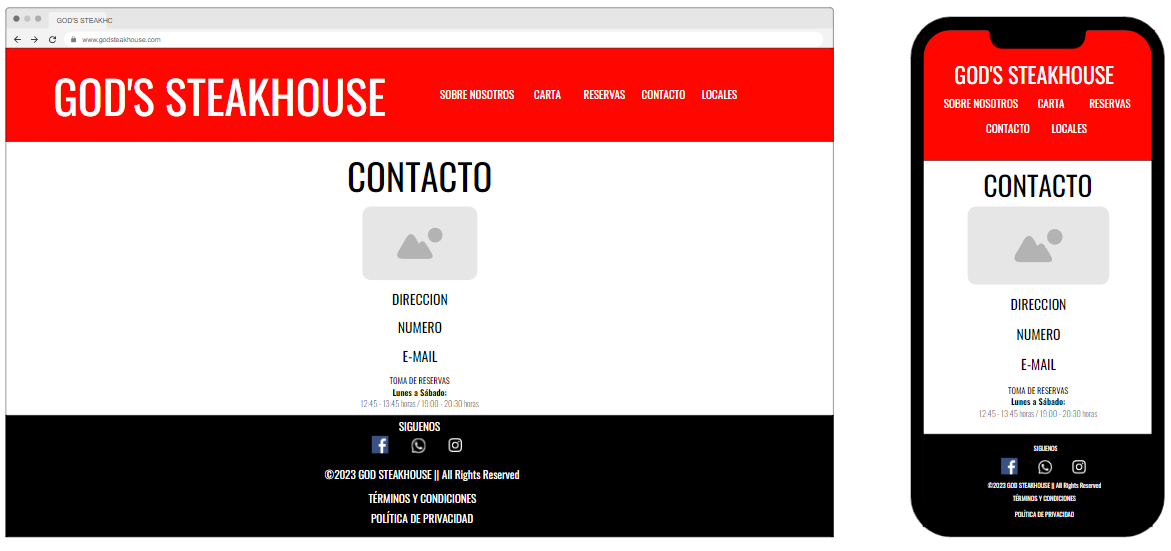 GOD'S STEAKHC
www.godsteakhouse.com
GOD'S STEAKHOUSE
SOBRE NOSOTROS CARTA RESERVAS CONTACTO LOCALES
CONTACTO
DIRECCION
NUMERO
E-MAIL
TOMA DE RESERVAS
Lunes a Sábado:
12:45 - 13:45 horas / 19:00 - 20:30 horas
SIGUENOS
©2023 GOD STEAKHOUSE || All Rights Reserved
TÉRMINOS Y CONDICIONES
POLÍTICA DE PRIVACIDAD
GOD'S STEAKHOUSE
SOBRE NOSOTROS CARTA RESERVAS
CONTACTO LOCALES
CONTACTO
DIRECCION
NUMERO
E-MAIL
TOMA DE RESERVAS
Lunes a Sábado:
12:45 - 13:45 horas / 19:00 - 20:30 horas
SIGUENOS
©2023 GOD STEAKHOUSE || All Rights Reserved
TÉRMINOS Y CONDICIONES
POLÍTICA DE PRIVACIDAD